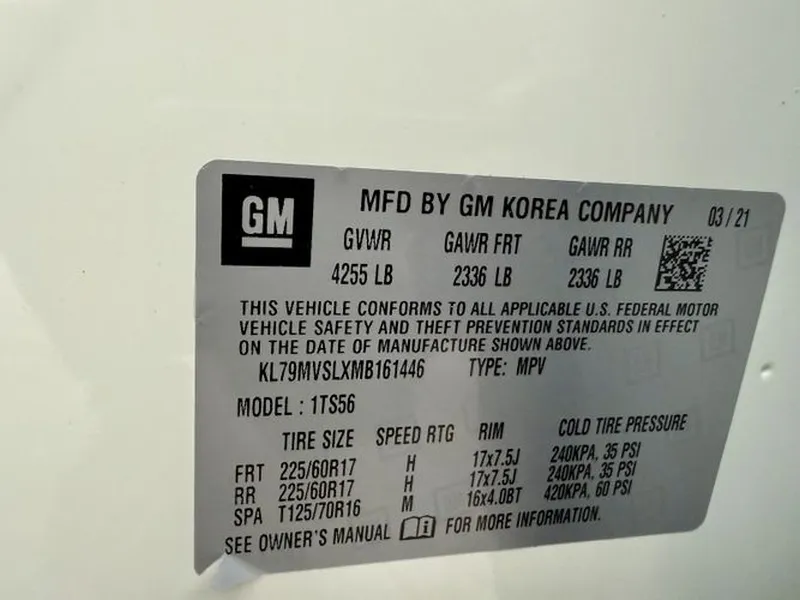 GM
MFD BY GM KOREA COMPANY 03/21
GVWR GAWR FRT GAWR RR
4255 LB 2336 LB 2336 LB
THIS VEHICLE CONFORMS TO ALL APPLICABLE U.S. FEDERAL MOTOR
VEHICLE SAFETY AND THEFT PREVENTION STANDARDS IN EFFECT
ON THE DATE OF MANUFACTURE SHOWN ABOVE.
KL79MVSLXMB161446 TYPE: MPV
MODEL : 1TS56
TIRE SIZE SPEED RTG RIM COLD TIRE PRESSURE
FRT 225/60R17 H 17x7.5J 240KPA, 35 PSI
RR 225/60R17 H 17x7.5J 240KPA, 35 PSI
SPA T125/70R16 M 16x4.0BT 420KPA, 60 PSI
SEE OWNER'S MANUAL FOR MORE INFORMATION.